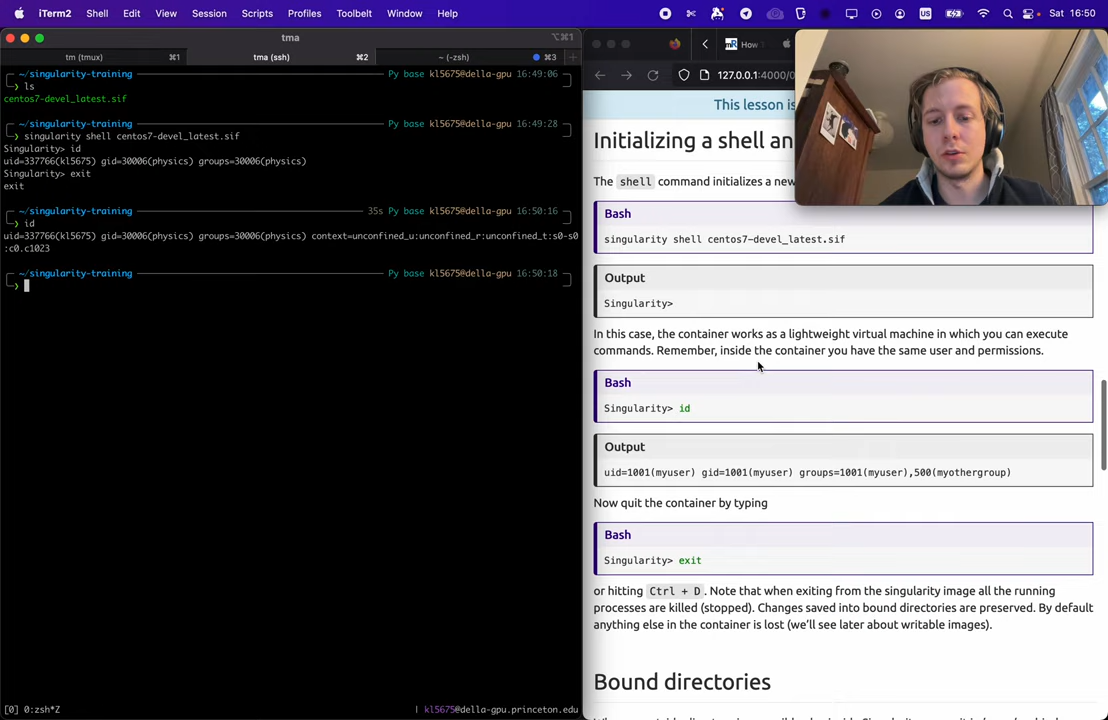 iTerm2 Shell Edit View Session Scripts Profiles Toolbelt Window Help US Sat 16:50
tma ⌥⌘1
tm (tmux) ⌘1 tma (ssh) ⌘2 ~ (-zsh) ⌘3 +
~/singularity-training Py base kl5675@della-gpu 16:49:06
❯ ls
centos7-devel_latest.sif
~/singularity-training Py base kl5675@della-gpu 16:49:28
❯ singularity shell centos7-devel_latest.sif
Singularity> id
uid=337766(kl5675) gid=30006(physics) groups=30006(physics)
Singularity> exit
exit
~/singularity-training 35s Py base kl5675@della-gpu 16:50:16
❯ id
uid=337766(kl5675) gid=30006(physics) groups=30006(physics) context=unconfined_u:unconfined_r:unconfined_t:s0-s0
:c0.c1023
~/singularity-training Py base kl5675@della-gpu 16:50:18
❯
[0] 0:zsh*Z | kl5675@della-gpu.princeton.edu
How
127.0.0.1:4000/0
This lesson is
Initializing a shell an
The shell command initializes a new
Bash
singularity shell centos7-devel_latest.sif
Output
Singularity>
In this case, the container works as a lightweight virtual machine in which you can execute
commands. Remember, inside the container you have the same user and permissions.
Bash
Singularity> id
Output
uid=1001(myuser) gid=1001(myuser) groups=1001(myuser),500(myothergroup)
Now quit the container by typing
Bash
Singularity> exit
or hitting Ctrl + D. Note that when exiting from the singularity image all the running
processes are killed (stopped). Changes saved into bound directories are preserved. By default
anything else in the container is lost (we'll see later about writable images).
Bound directories